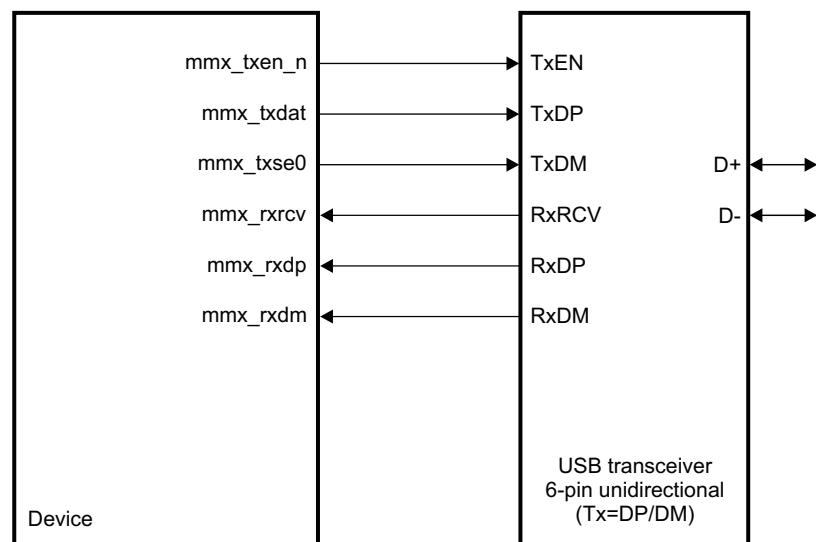 mmx_txen_n
TxEN
mmx_txdat
TxDP
mmx_txse0
TxDM
D+
mmx_rxrcv
RxRCV
D-
mmx_rxdp
RxDP
mmx_rxdm
RxDM
USB transceiver
6-pin unidirectional
(Tx=DP/DM)
Device